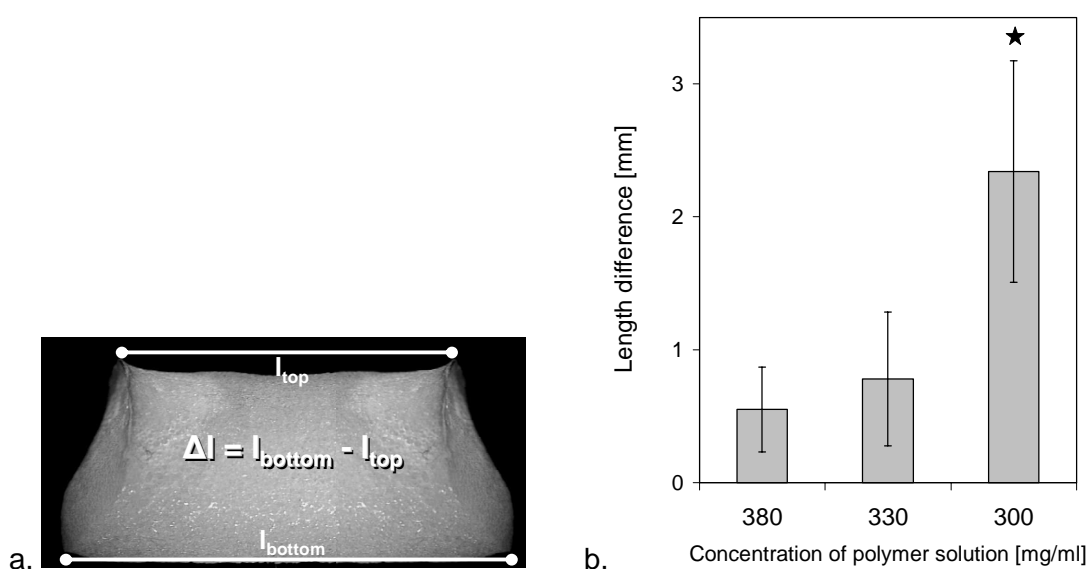 l_top
Δl = l_bottom - l_top
l_bottom
a.
★
3
2
1
0
Length difference [mm]
380 330 300
Concentration of polymer solution [mg/ml]
b.